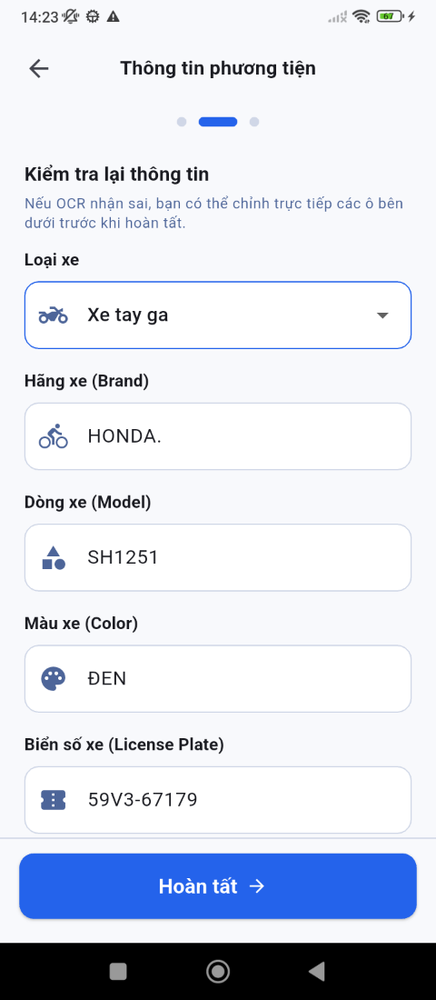 14:23
67
Thông tin phương tiện
Kiểm tra lại thông tin
Nếu OCR nhận sai, bạn có thể chỉnh trực tiếp các ô bên
dưới trước khi hoàn tất.
Loại xe
Xe tay ga
Hãng xe (Brand)
HONDA.
Dòng xe (Model)
SH1251
Màu xe (Color)
ĐEN
Biển số xe (License Plate)
59V3-67179
Hoàn tất →